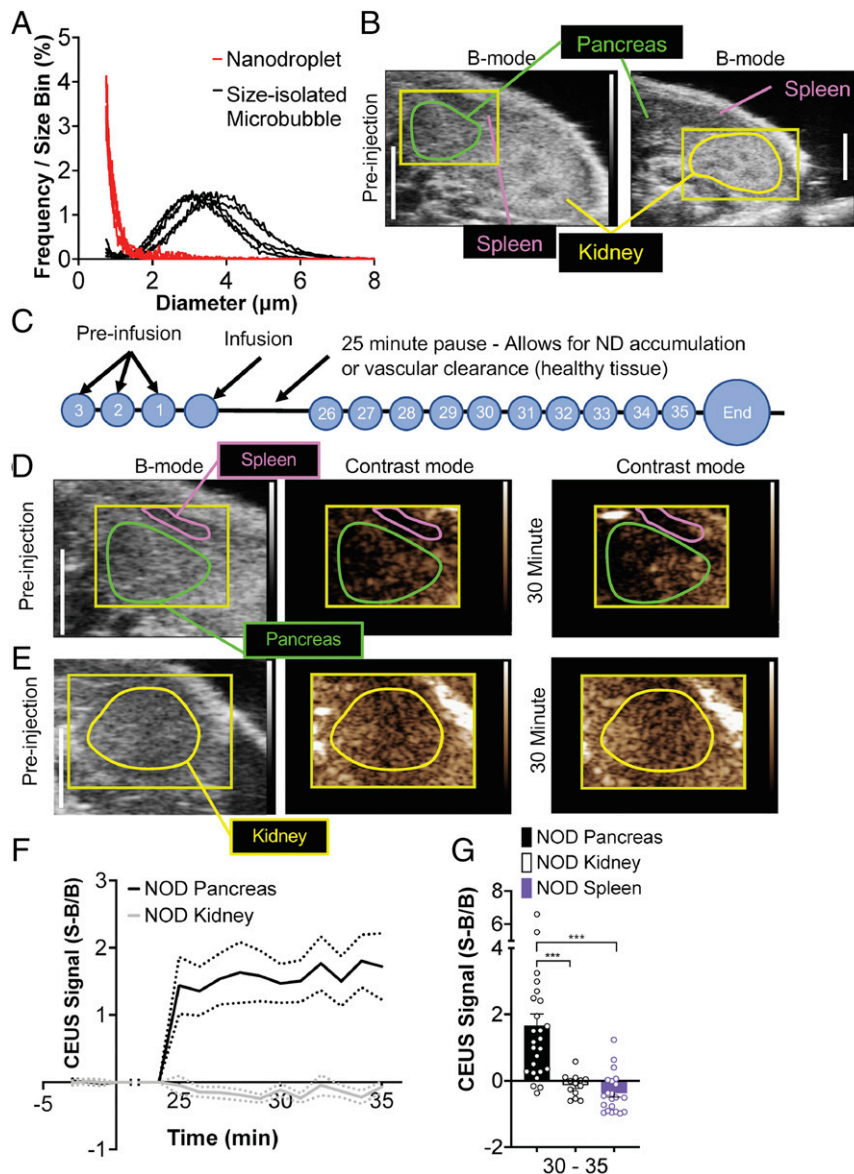 A
Nanodroplet
Size-isolated
Microbubble
Frequency / Size Bin (%)
5
4
3
2
1
0
0 2 4 6 8
Diameter (µm)
B
Pancreas
B-mode
B-mode
Spleen
Pre-injection
Spleen
Kidney
C
Pre-infusion
Infusion
25 minute pause - Allows for ND accumulation
or vascular clearance (healthy tissue)
3 2 1 26 27 28 29 30 31 32 33 34 35 End
D
B-mode
Spleen
Contrast mode
Contrast mode
Pre-injection
30 Minute
Pancreas
E
Pre-injection
30 Minute
Kidney
F
NOD Pancreas
NOD Kidney
CEUS Signal (S-B/B)
3
2
1
-1
-5 25 30 35
Time (min)
G
NOD Pancreas
NOD Kidney
NOD Spleen
CEUS Signal (S-B/B)
8
6
4
2
0
-2
***
***
30 - 35